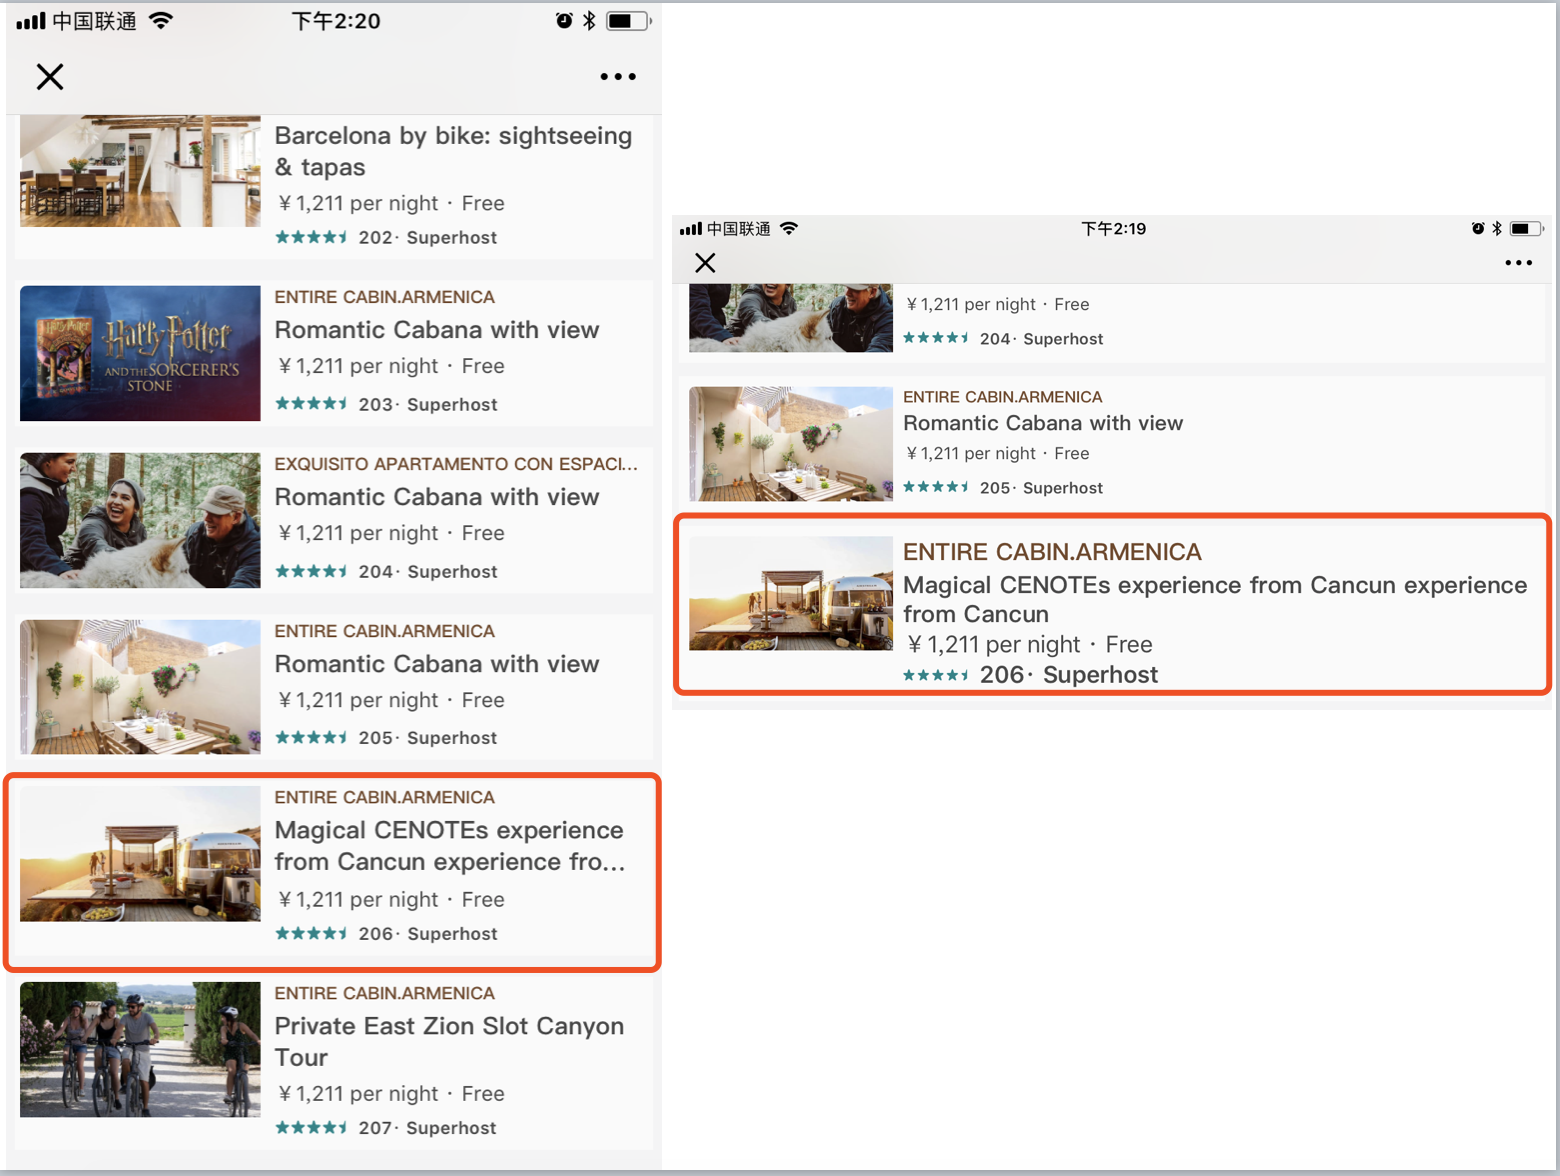 中国联通
下午2:20
Barcelona by bike: sightseeing
& tapas
¥1,211 per night · Free
202· Superhost
Harry Potter
AND THE SORCERER'S
STONE
ENTIRE CABIN.ARMENICA
Romantic Cabana with view
¥1,211 per night · Free
203· Superhost
EXQUISITO APARTAMENTO CON ESPACI...
Romantic Cabana with view
¥1,211 per night · Free
204· Superhost
ENTIRE CABIN.ARMENICA
Romantic Cabana with view
¥1,211 per night · Free
205· Superhost
ENTIRE CABIN.ARMENICA
Magical CENOTEs experience
from Cancun experience fro...
¥1,211 per night · Free
206· Superhost
ENTIRE CABIN.ARMENICA
Private East Zion Slot Canyon
Tour
¥1,211 per night · Free
207· Superhost
中国联通
下午2:19
¥1,211 per night · Free
204· Superhost
ENTIRE CABIN.ARMENICA
Romantic Cabana with view
¥1,211 per night · Free
205· Superhost
ENTIRE CABIN.ARMENICA
Magical CENOTEs experience from Cancun experience
from Cancun
¥1,211 per night · Free
206· Superhost